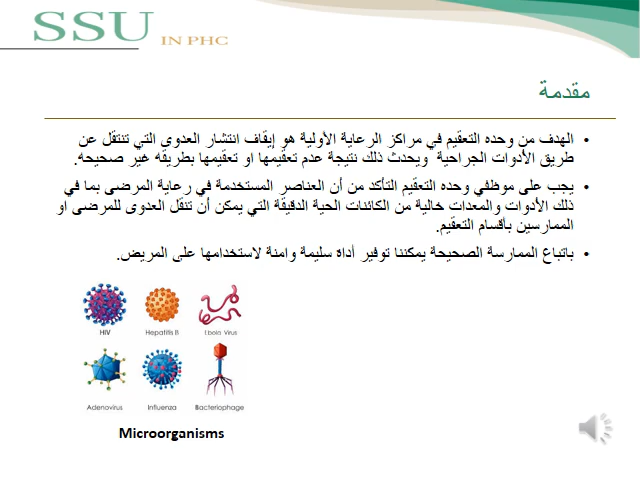 SSU IN PHC
مقدمة
• الهدف من وحده التعقيم في مراكز الرعاية الأولية هو إيقاف انتشار العدوى التي تنتقل عن
طريق الأدوات الجراحية ويحدث ذلك نتيجة عدم تعقيمها او تعقيمها بطريقه غير صحيحه.
• يجب على موظفي وحده التعقيم التأكد من أن العناصر المستخدمة في رعاية المرضى بما في
ذلك الأدوات والمعدات خالية من الكائنات الحية الدقيقة التي يمكن أن تنقل العدوى للمرضى او
الممارسين بأقسام التعقيم.
• باتباع الممارسة الصحيحة يمكننا توفير أداة سليمة وامنة لاستخدامها على المريض.
HIV Hepatitis B Ebola Virus
Adenovirus Influenza Bacteriophage
Microorganisms